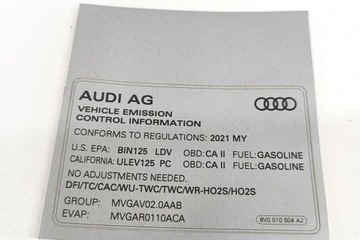 AUDI AG
VEHICLE EMISSION
CONTROL INFORMATION
CONFORMS TO REGULATIONS: 2021 MY
U.S. EPA: BIN125 LDV OBD:CA II FUEL:GASOLINE
CALIFORNIA: ULEV125 PC OBD:CA II FUEL:GASOLINE
NO ADJUSTMENTS NEEDED.
DFI/TC/CAC/WU-TWC/TWC/WR-HO2S/HO2S
GROUP: MVGAV02.0AAB
EVAP: MVGAR0110ACA
8V0 010 504 AJ